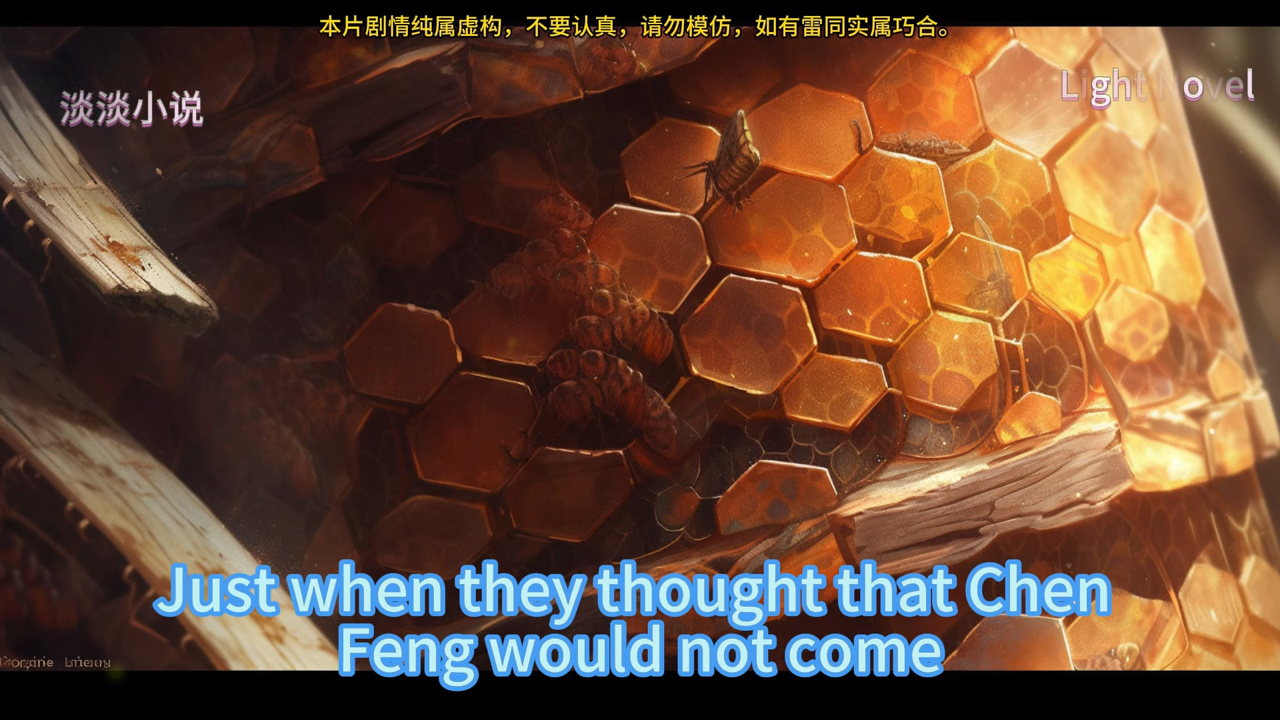 本片剧情纯属虚构，不要认真，请勿模仿，如有雷同实属巧合。
淡淡小说
Light Novel
Just when they thought that Chen
Feng would not come